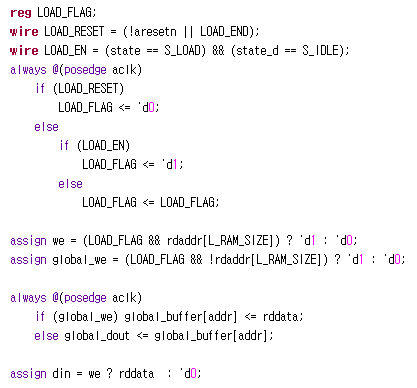 reg LOAD_FLAG;
wire LOAD_RESET = (!aresetn || LOAD_END);
wire LOAD_EN = (state == S_LOAD) && (state_d == S_IDLE);
always @(posedge aclk)
    if (LOAD_RESET)
        LOAD_FLAG <= 'd0;
    else
        if (LOAD_EN)
            LOAD_FLAG <= 'd1;
        else
            LOAD_FLAG <= LOAD_FLAG;

assign we = (LOAD_FLAG && rdaddr[L_RAM_SIZE]) ? 'd1 : 'd0;
assign global_we = (LOAD_FLAG && !rdaddr[L_RAM_SIZE]) ? 'd1 : 'd0;

always @(posedge aclk)
    if (global_we) global_buffer[addr] <= rddata;
    else global_dout <= global_buffer[addr];

assign din = we ? rddata  : 'd0;